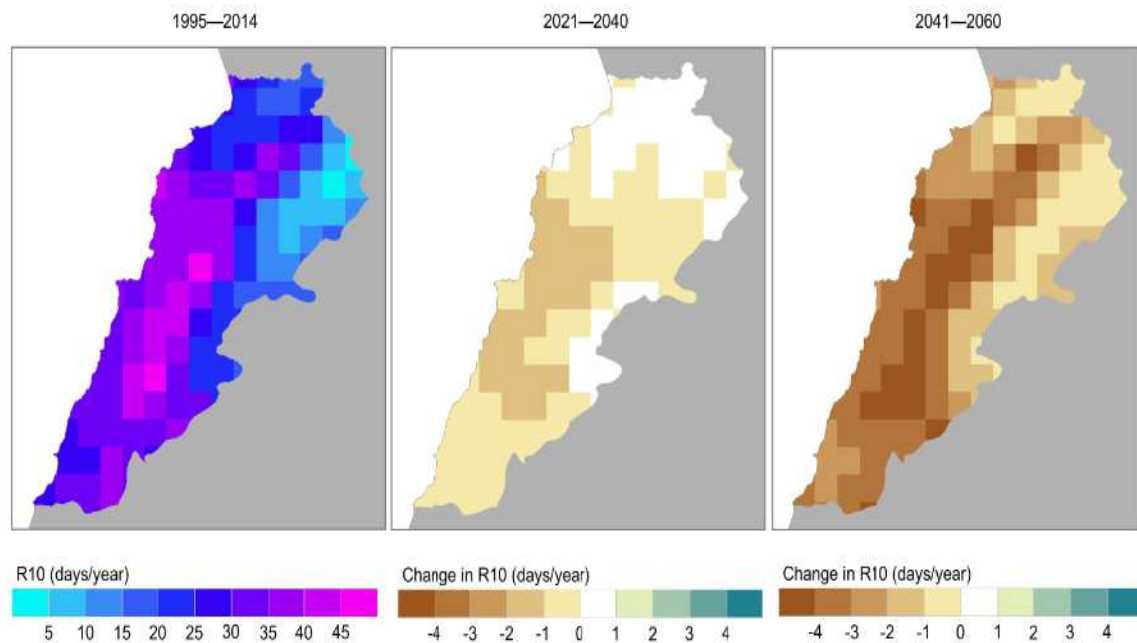 1995—2014
2021—2040
2041—2060
R10 (days/year)
5 10 15 20 25 30 35 40 45
Change in R10 (days/year)
-4 -3 -2 -1 0 1 2 3 4
Change in R10 (days/year)
-4 -3 -2 -1 0 1 2 3 4